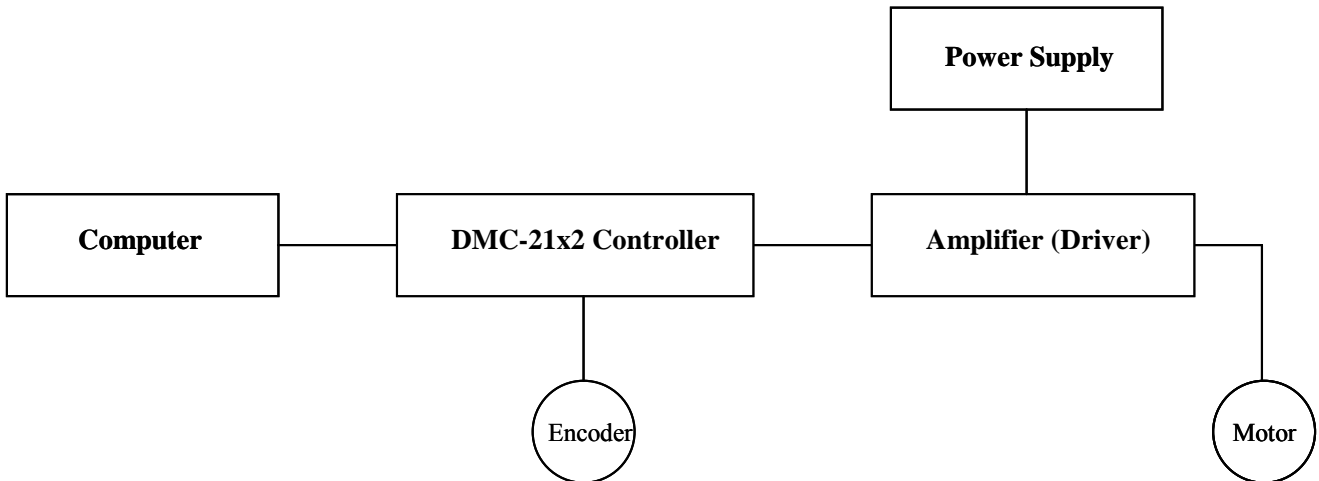 Power Supply
Computer
DMC-21x2 Controller
Amplifier (Driver)
Encoder
Motor